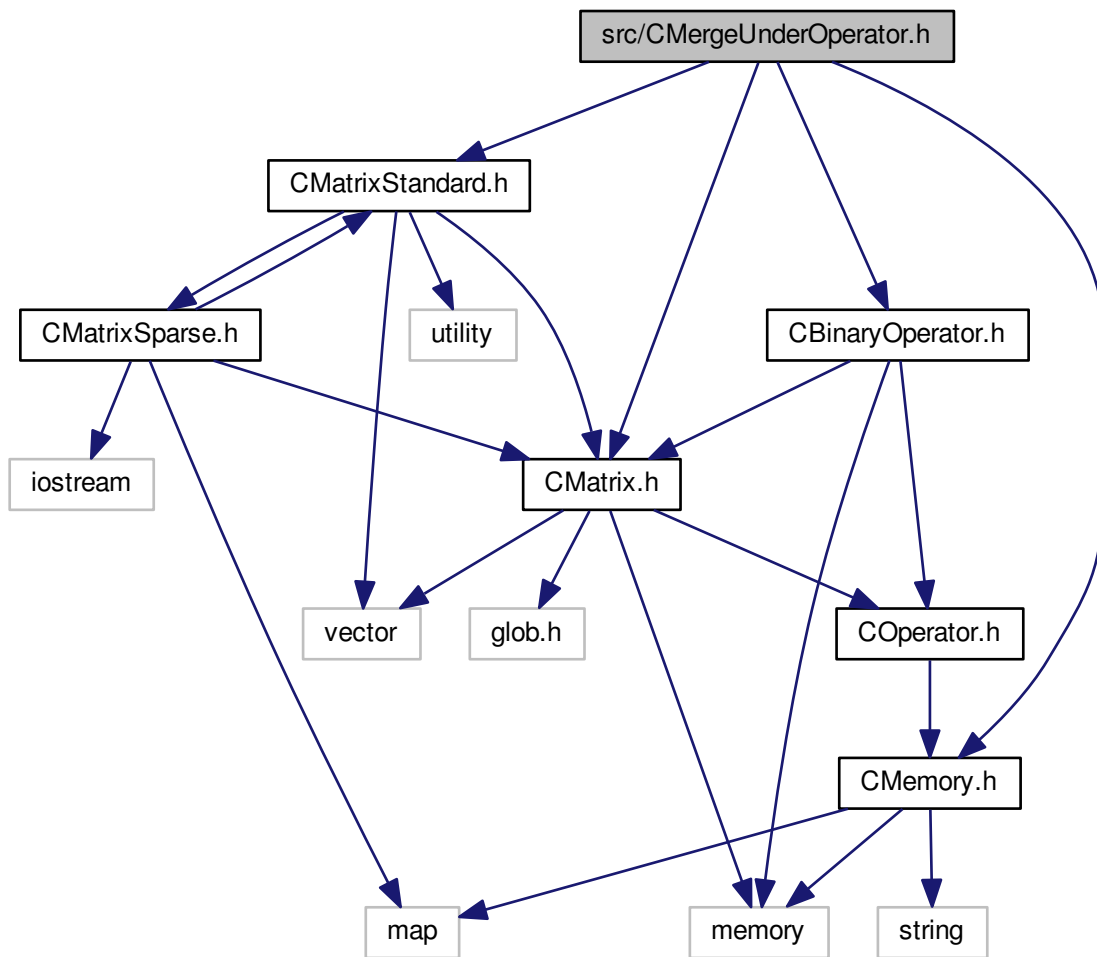 src/CMergeUnderOperator.h
CMatrixStandard.h
CMatrixSparse.h
utility
CBinaryOperator.h
iostream
CMatrix.h
vector
glob.h
COperator.h
CMemory.h
map
memory
string